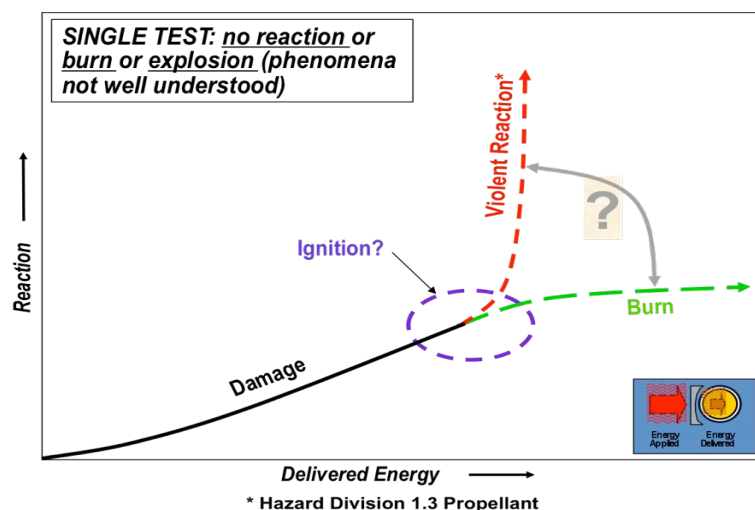 SINGLE TEST: no reaction or
burn or explosion (phenomena
not well understood)
Violent Reaction*
?
Ignition?
Reaction
Burn
Damage
Energy
Applied
Energy
Delivered
Delivered Energy
* Hazard Division 1.3 Propellant